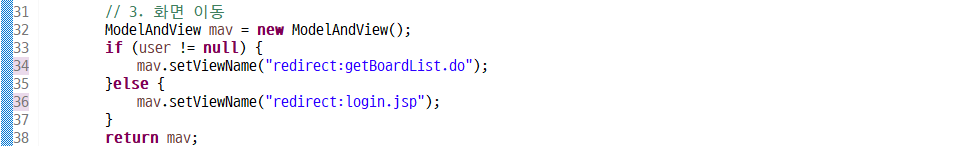 31 // 3. 화면 이동
32 ModelAndView mav = new ModelAndView();
33 if (user != null) {
34 mav.setViewName("redirect:getBoardList.do");
35 }else {
36 mav.setViewName("redirect:login.jsp");
37 }
38 return mav;